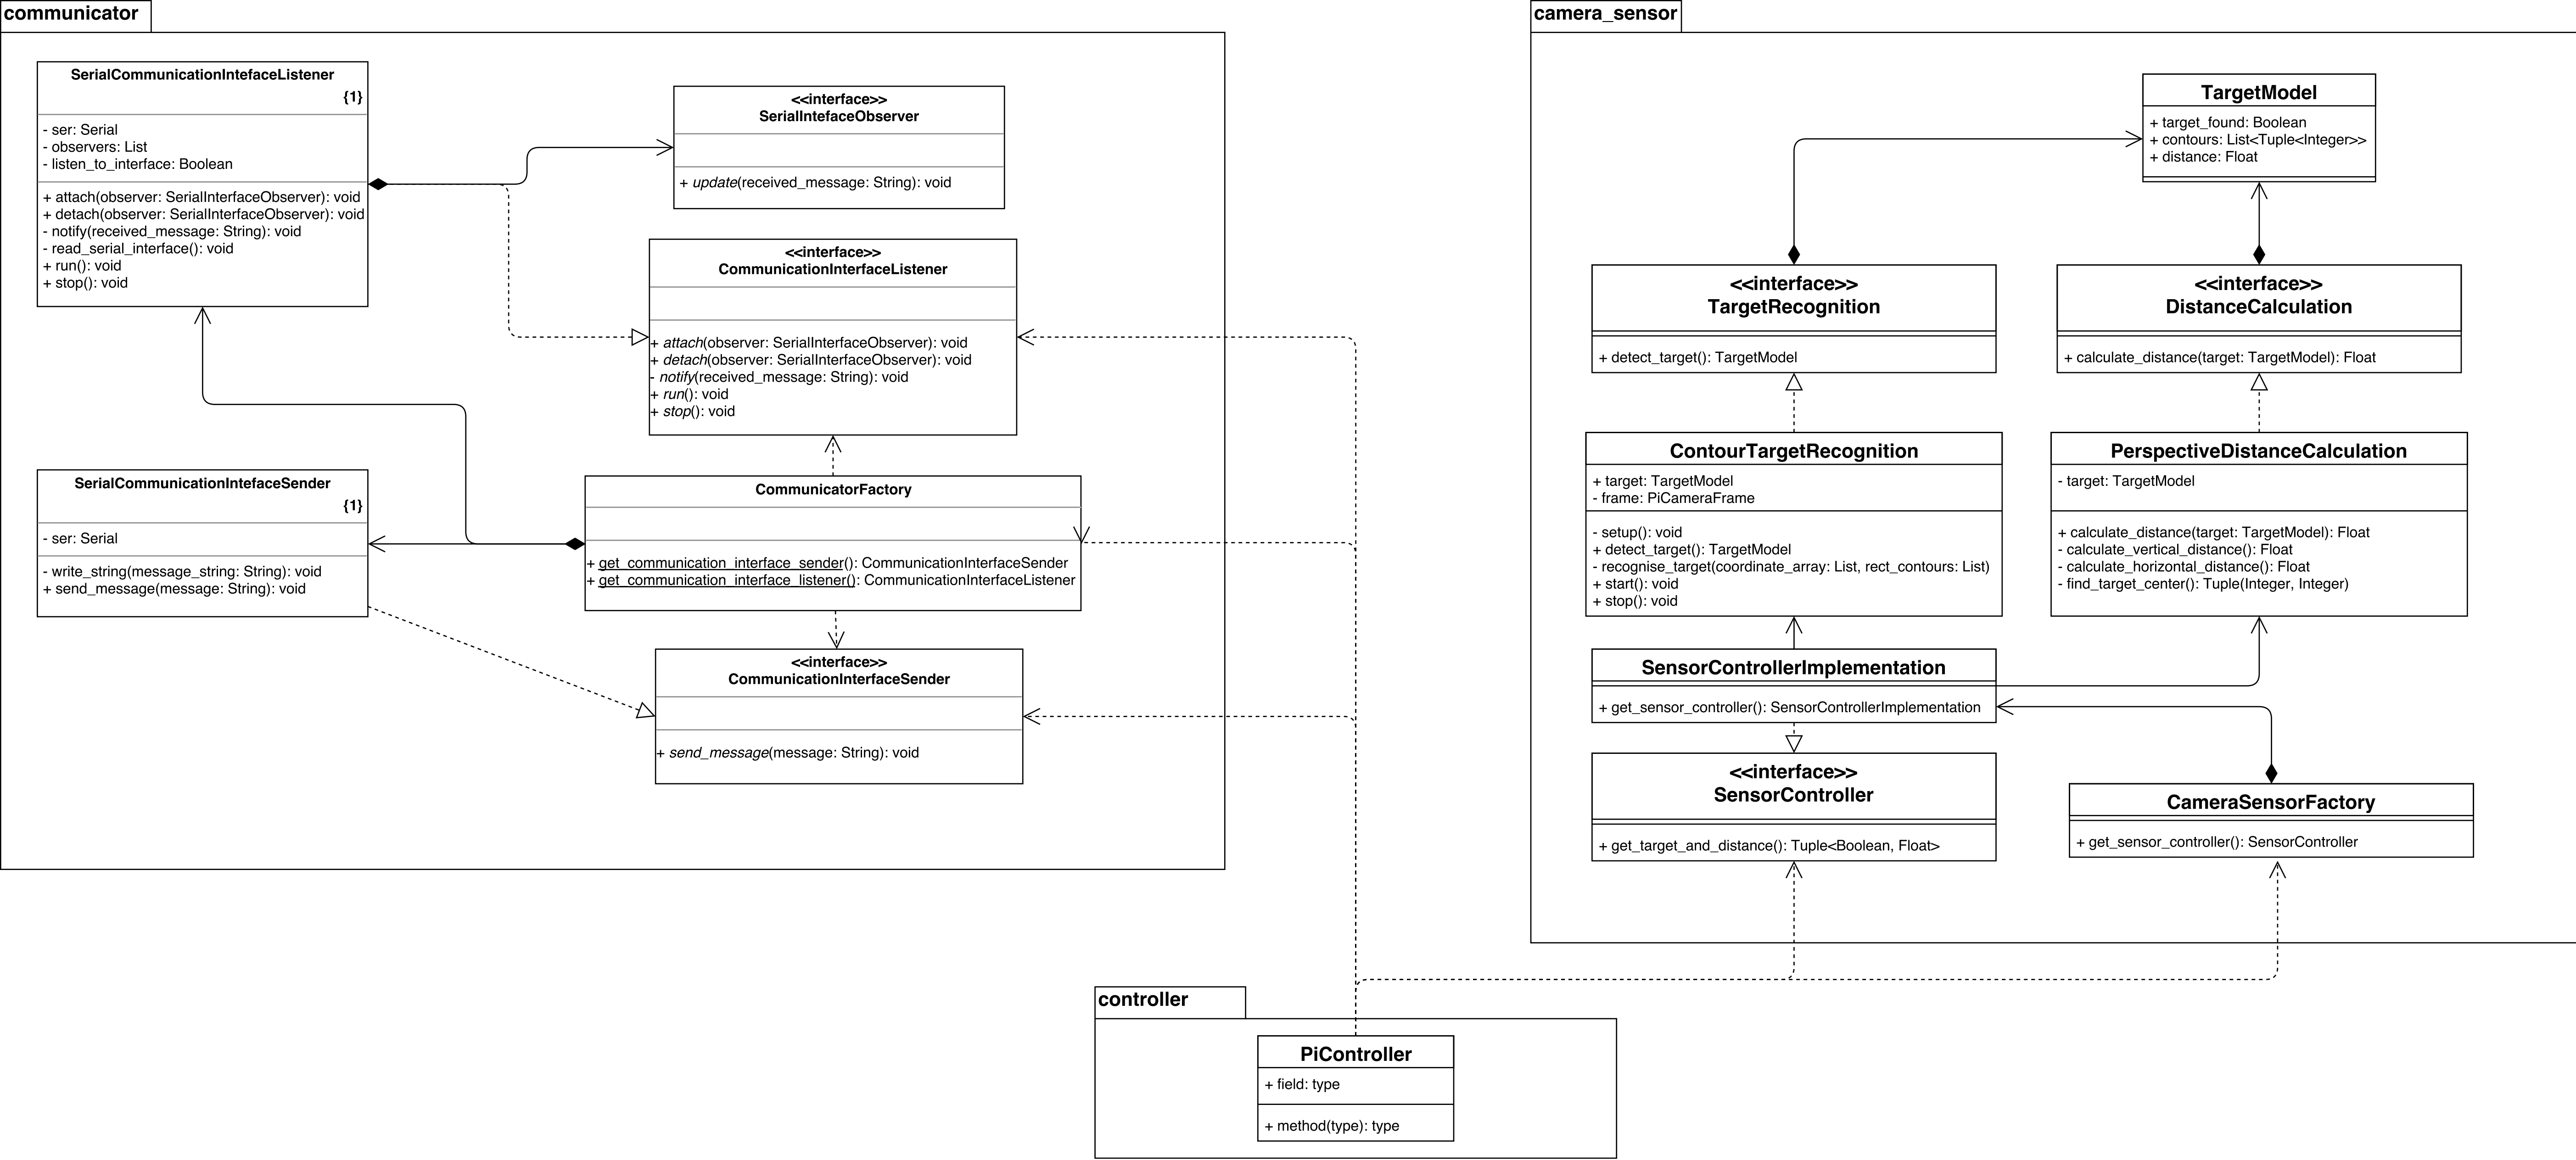 communicator
SerialCommunicationIntefaceListener
{1}
- ser: Serial
- observers: List
- listen_to_interface: Boolean
+ attach(observer: SerialInterfaceObserver): void
+ detach(observer: SerialInterfaceObserver): void
- notify(received_message: String): void
- read_serial_interface(): void
+ run(): void
+ stop(): void
<<interface>>
SerialIntefaceObserver
+ update(received_message: String): void
<<interface>>
CommunicationInterfaceListener
+ attach(observer: SerialInterfaceObserver): void
+ detach(observer: SerialInterfaceObserver): void
- notify(received_message: String): void
+ run(): void
+ stop(): void
SerialCommunicationIntefaceSender
{1}
- ser: Serial
- write_string(message_string: String): void
+ send_message(message: String): void
CommunicatorFactory
+ get_communication_interface_sender(): CommunicationInterfaceSender
+ get_communication_interface_listener(): CommunicationInterfaceListener
<<interface>>
CommunicationInterfaceSender
+ send_message(message: String): void
camera_sensor
TargetModel
+ target_found: Boolean
+ contours: List<Tuple<Integer>>
+ distance: Float
<<interface>>
TargetRecognition
+ detect_target(): TargetModel
<<interface>>
DistanceCalculation
+ calculate_distance(target: TargetModel): Float
ContourTargetRecognition
+ target: TargetModel
- frame: PiCameraFrame
- setup(): void
+ detect_target(): TargetModel
- recognise_target(coordinate_array: List, rect_contours: List)
+ start(): void
+ stop(): void
PerspectiveDistanceCalculation
- target: TargetModel
+ calculate_distance(target: TargetModel): Float
- calculate_vertical_distance(): Float
- calculate_horizontal_distance(): Float
- find_target_center(): Tuple(Integer, Integer)
SensorControllerImplementation
+ get_sensor_controller(): SensorControllerImplementation
<<interface>>
SensorController
+ get_target_and_distance(): Tuple<Boolean, Float>
CameraSensorFactory
+ get_sensor_controller(): SensorController
controller
PiController
+ field: type
+ method(type): type